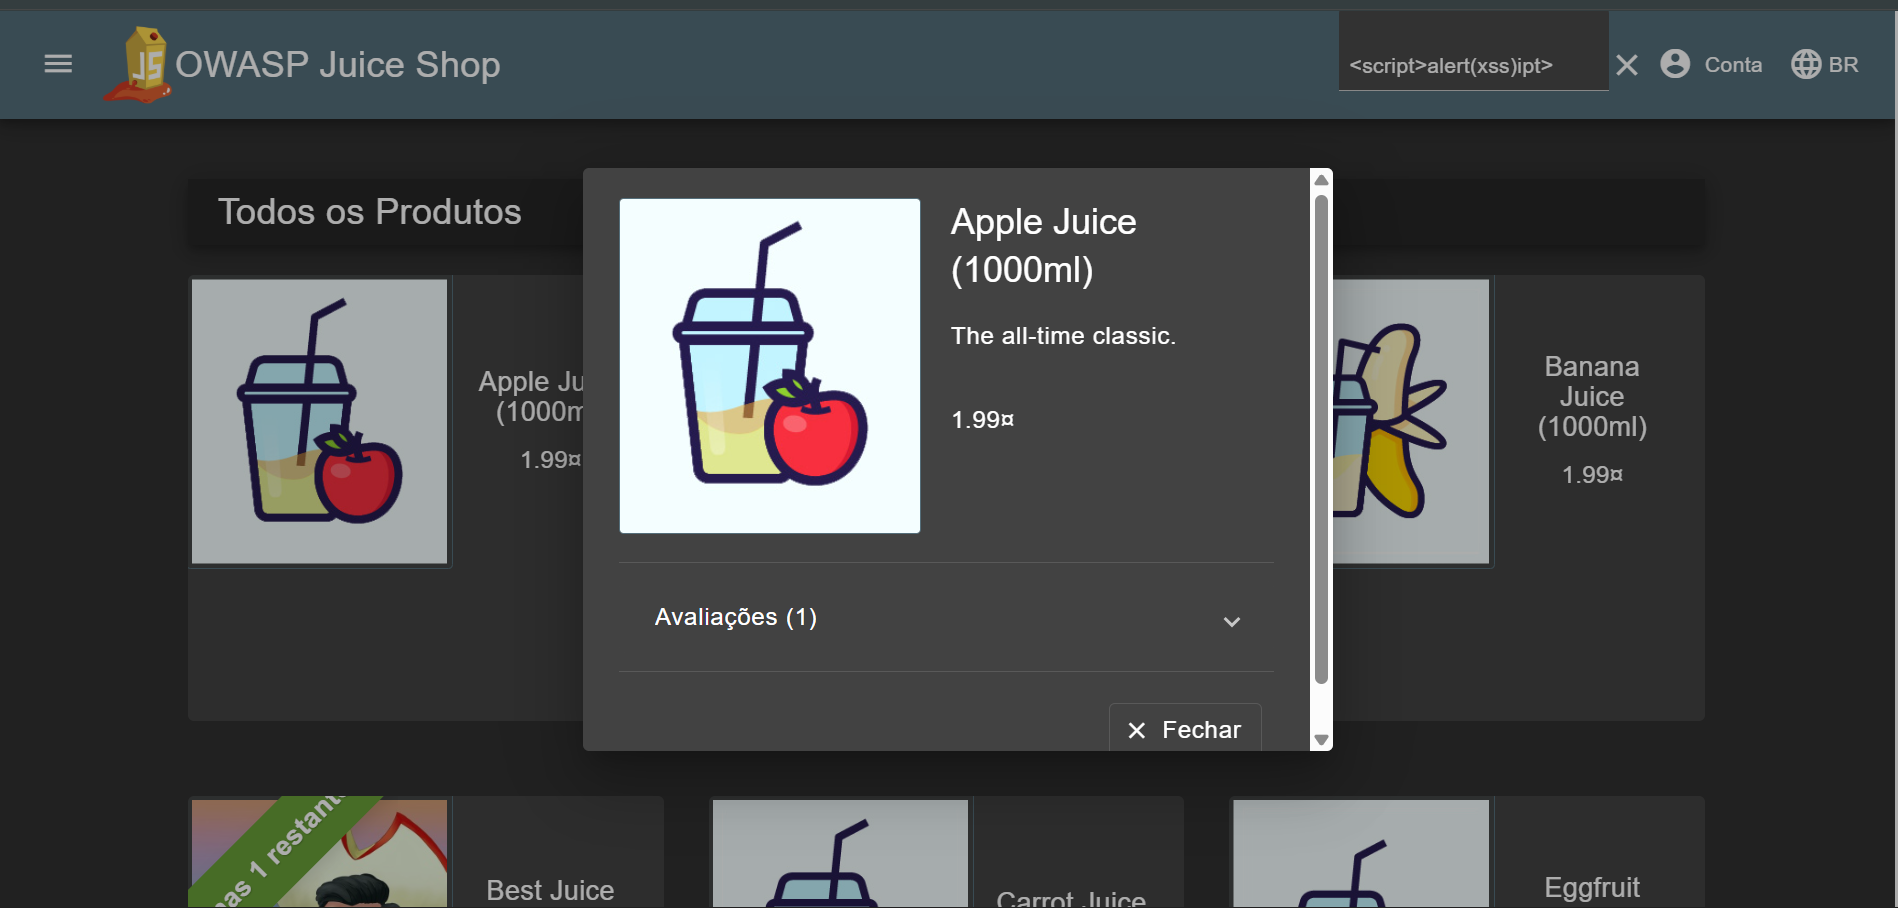 OWASP Juice Shop
<script>alert(xss)ipt>
Conta
BR
Todos os Produtos
Apple Ju
(1000m
1.99¤
Apple Juice
(1000ml)
The all-time classic.
1.99¤
Avaliações (1)
Fechar
Banana
Juice
(1000ml)
1.99¤
nas 1 restant
Best Juice
Carrot Juice
Eggfruit
JS